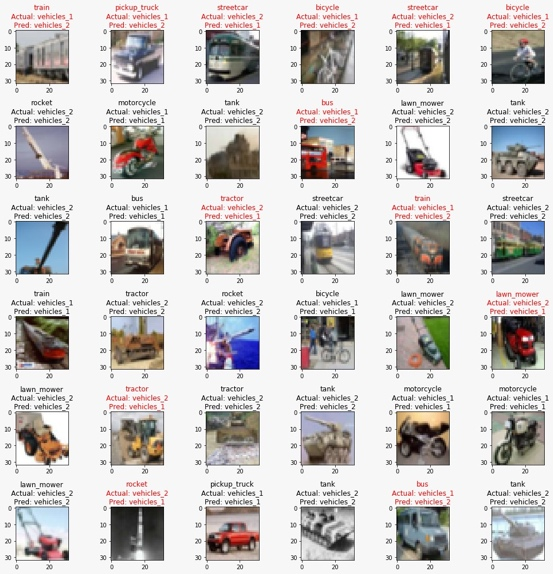 train pickup_truck streetcar bicycle streetcar bicycle
Actual: vehicles_1 Actual: vehicles_1 Actual: vehicles_2 Actual: vehicles_1 Actual: vehicles_2 Actual: vehicles_1
Pred: vehicles_2 Pred: vehicles_2 Pred: vehicles_1 Pred: vehicles_2 Pred: vehicles_1 Pred: vehicles_2
0 0 0 0 0 0
10 10 10 10 10 10
20 20 20 20 20 20
30 30 30 30 30 30
0 20 0 20 0 20 0 20 0 20 0 20
rocket motorcycle tank bus lawn_mower tank
Actual: vehicles_2 Actual: vehicles_1 Actual: vehicles_2 Actual: vehicles_1 Actual: vehicles_2 Actual: vehicles_2
Pred: vehicles_2 Pred: vehicles_1 Pred: vehicles_2 Pred: vehicles_2 Pred: vehicles_2 Pred: vehicles_2
0 0 0 0 0 0
10 10 10 10 10 10
20 20 20 20 20 20
30 30 30 30 30 30
0 20 0 20 0 20 0 20 0 20 0 20
tank bus tractor streetcar train streetcar
Actual: vehicles_2 Actual: vehicles_1 Actual: vehicles_2 Actual: vehicles_2 Actual: vehicles_1 Actual: vehicles_2
Pred: vehicles_2 Pred: vehicles_1 Pred: vehicles_1 Pred: vehicles_2 Pred: vehicles_2 Pred: vehicles_2
0 0 0 0 0 0
10 10 10 10 10 10
20 20 20 20 20 20
30 30 30 30 30 30
0 20 0 20 0 20 0 20 0 20 0 20
train tractor rocket bicycle lawn_mower lawn_mower
Actual: vehicles_1 Actual: vehicles_2 Actual: vehicles_2 Actual: vehicles_1 Actual: vehicles_2 Actual: vehicles_2
Pred: vehicles_1 Pred: vehicles_2 Pred: vehicles_2 Pred: vehicles_1 Pred: vehicles_2 Pred: vehicles_1
0 0 0 0 0 0
10 10 10 10 10 10
20 20 20 20 20 20
30 30 30 30 30 30
0 20 0 20 0 20 0 20 0 20 0 20
lawn_mower tractor tractor tank motorcycle motorcycle
Actual: vehicles_2 Actual: vehicles_2 Actual: vehicles_2 Actual: vehicles_2 Actual: vehicles_1 Actual: vehicles_1
Pred: vehicles_2 Pred: vehicles_1 Pred: vehicles_2 Pred: vehicles_2 Pred: vehicles_1 Pred: vehicles_1
0 0 0 0 0 0
10 10 10 10 10 10
20 20 20 20 20 20
30 30 30 30 30 30
0 20 0 20 0 20 0 20 0 20 0 20
lawn_mower rocket pickup_truck tank bus tank
Actual: vehicles_2 Actual: vehicles_2 Actual: vehicles_1 Actual: vehicles_2 Actual: vehicles_1 Actual: vehicles_2
Pred: vehicles_2 Pred: vehicles_1 Pred: vehicles_1 Pred: vehicles_2 Pred: vehicles_2 Pred: vehicles_2
0 0 0 0 0 0
10 10 10 10 10 10
20 20 20 20 20 20
30 30 30 30 30 30
0 20 0 20 0 20 0 20 0 20 0 20